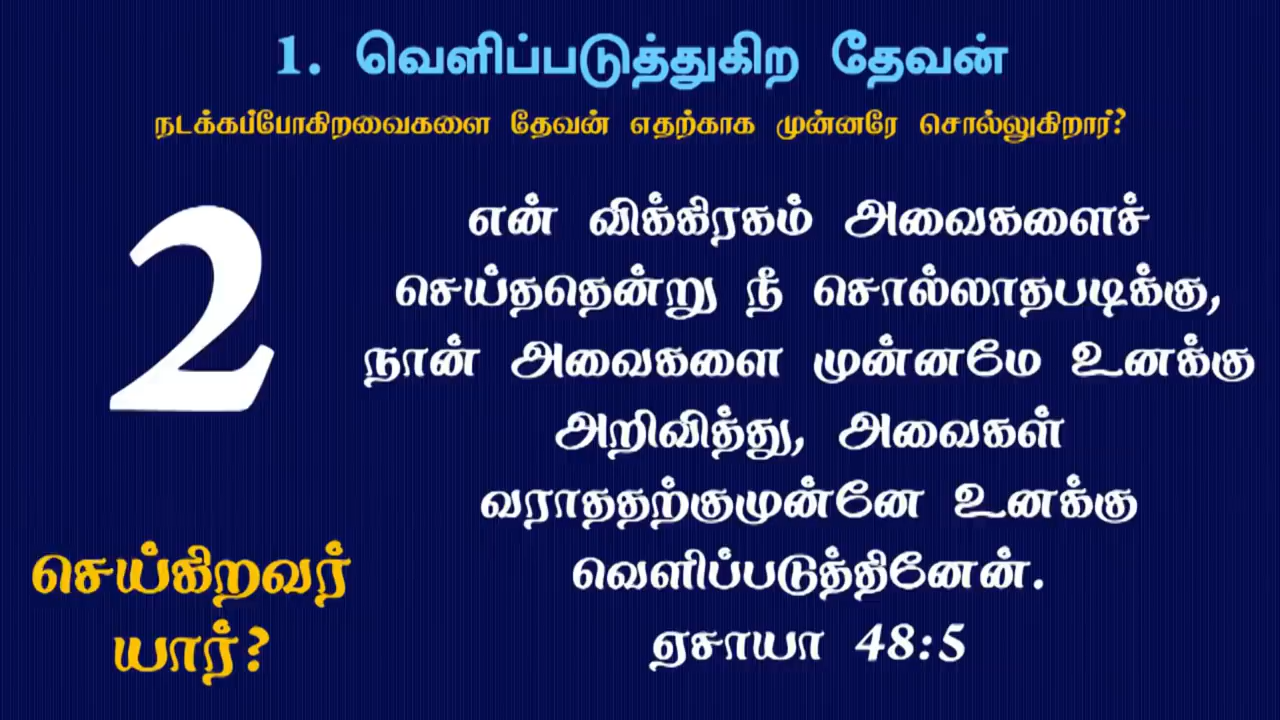 1. வெளிப்படுத்துகிற தேவன்
நடக்கப்போகிறவைகளை தேவன் எதற்காக முன்னரே சொல்லுகிறார்?
2
செய்கிறவர்
யார்?
என் விக்கிரகம் அவைகளைச்
செய்ததென்று நீ சொல்லாதபடிக்கு,
நான் அவைகளை முன்னமே உனக்கு
அறிவித்து, அவைகள்
வராததற்குமுன்னே உனக்கு
வெளிப்படுத்தினேன்.
ஏசாயா 48:5